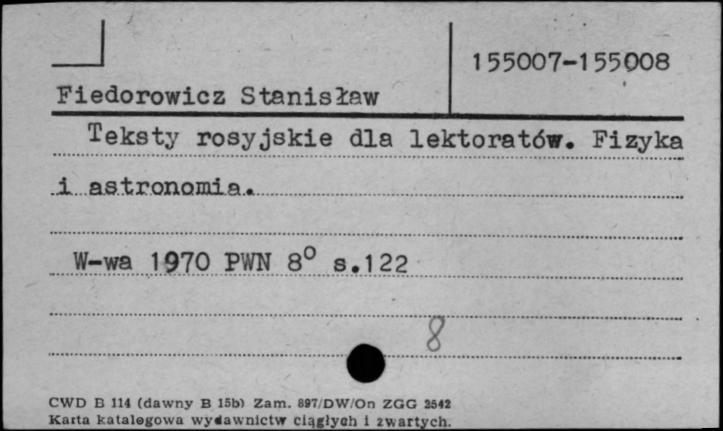 155007-155008
Fiedorowicz Stanisław
Teksty rosyjskie dla lektoratów. Fizyka
i astronomia.
W-wa 1970 PWN 8° s.122
8
CWD B 114 (dawny B 15b) Zam. 897/DW/On ZGG 2542
Karta katalogowa wydawnictw ciągłych i zwartych.